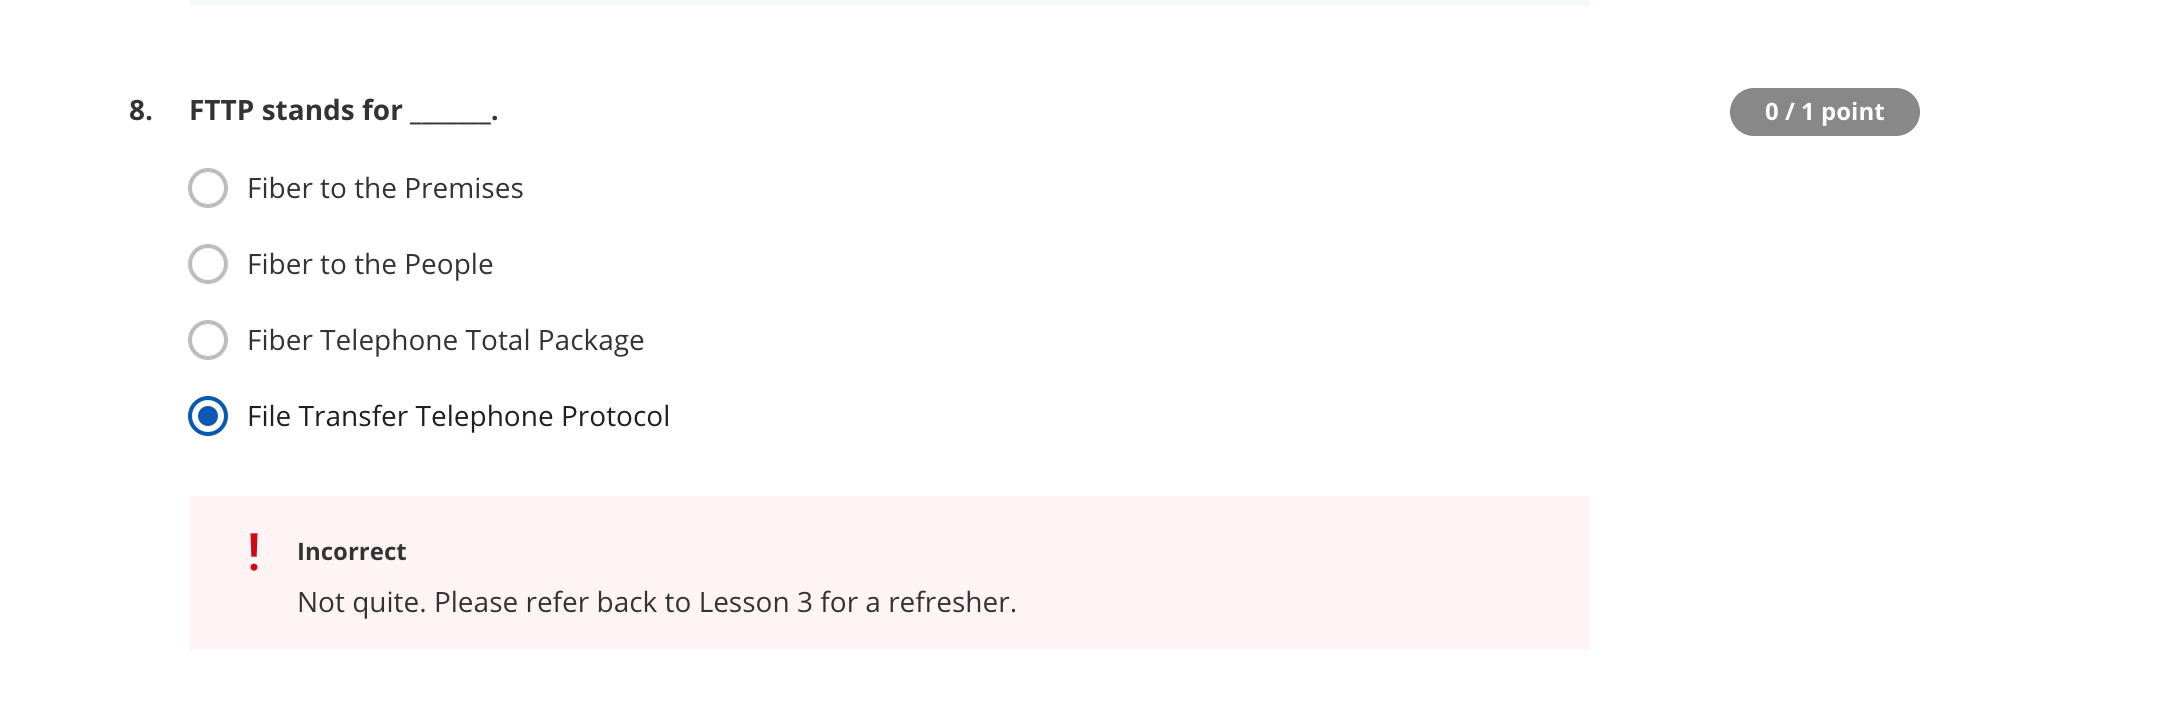 8. FTTP stands for _______. 0 / 1 point
Fiber to the Premises
Fiber to the People
Fiber Telephone Total Package
File Transfer Telephone Protocol
! Incorrect
Not quite. Please refer back to Lesson 3 for a refresher.